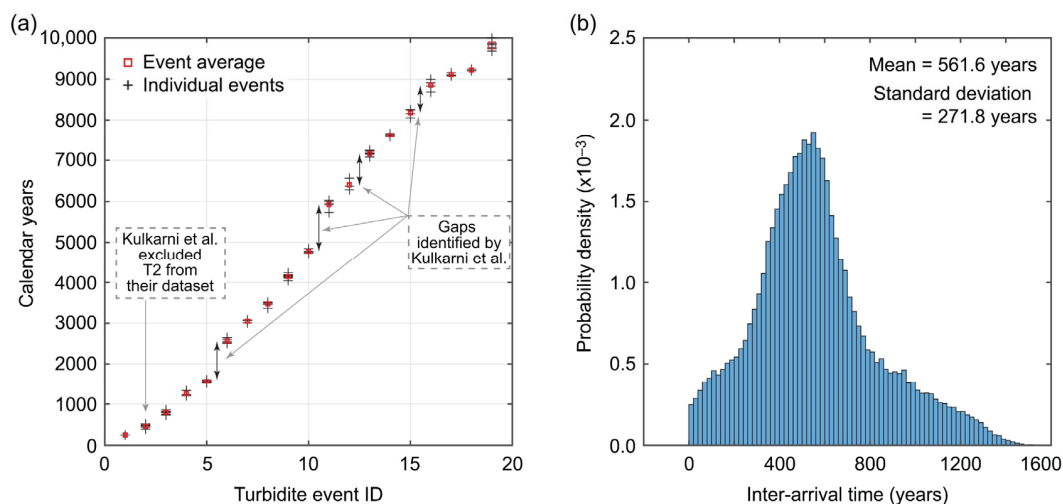 (a)
10,000
9000
8000
7000
6000
5000
4000
3000
2000
1000
0
Calendar years
Event average
Individual events
Kulkarni et al.
excluded
T2 from
their dataset
Gaps
identified by
Kulkarni ct al.
0 5 10 15 20
Turbidite event ID
(b)
2.5
2.0
1.5
1.0
0.5
0.0
Probability density (x10⁻³)
Mean = 561.6 years
Standard deviation
= 271.8 years
0 400 800 1200 1600
Inter-arrival time (years)